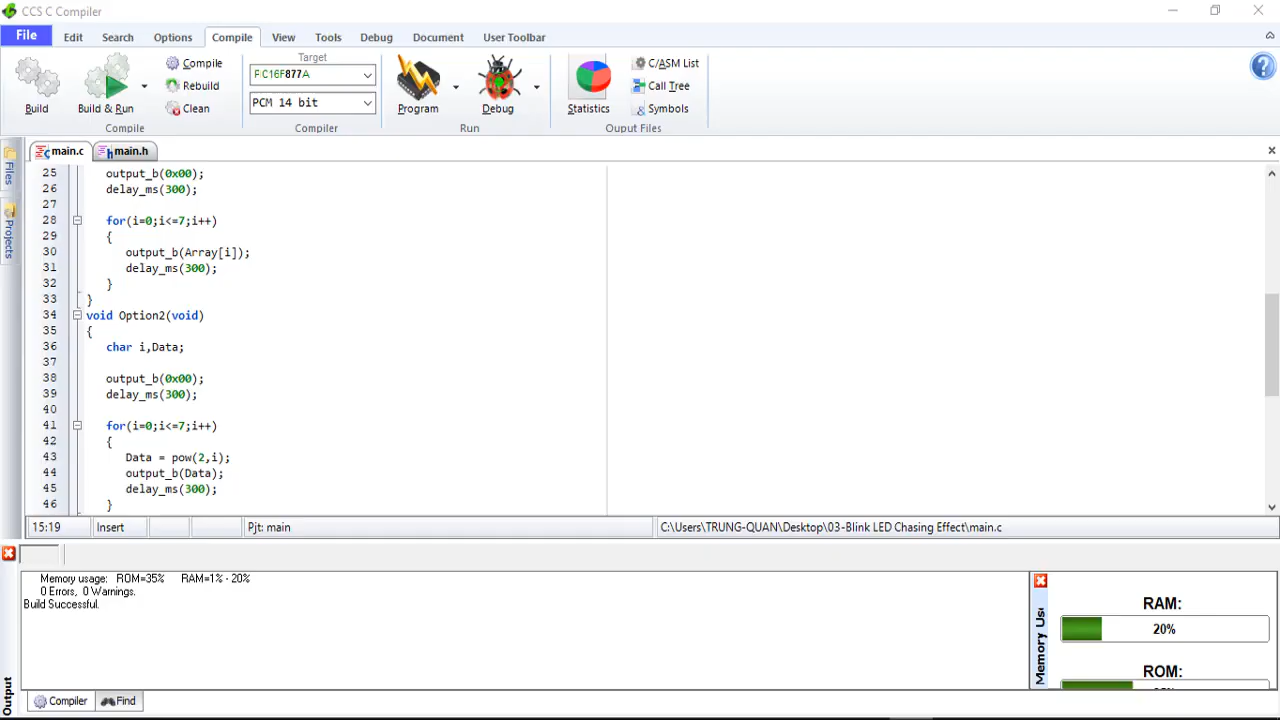 CCS C Compiler
File Edit Search Options Compile View Tools Debug Document User Toolbar
Build
Build & Run
Compile
Rebuild
Clean
Compile
Target
PIC16F877A
PCM 14 bit
Compiler
Program
Debug
Run
Statistics
C/ASM List
Call Tree
Symbols
Ouput Files
main.c main.h
Files
Projects
25 output_b(0x00);
26 delay_ms(300);
27
28 for(i=0;i<=7;i++)
29 {
30 output_b(Array[i]);
31 delay_ms(300);
32 }
33 }
34 void Option2(void)
35 {
36 char i,Data;
37
38 output_b(0x00);
39 delay_ms(300);
40
41 for(i=0;i<=7;i++)
42 {
43 Data = pow(2,i);
44 output_b(Data);
45 delay_ms(300);
46 }
15:19 Insert Pjt: main C:\Users\TRUNG-QUAN\Desktop\03-Blink LED Chasing Effect\main.c
Memory usage: ROM=35% RAM=1% - 20%
0 Errors, 0 Warnings.
Build Successful.
Output
Compiler Find
Memory Us
RAM:
20%
ROM: